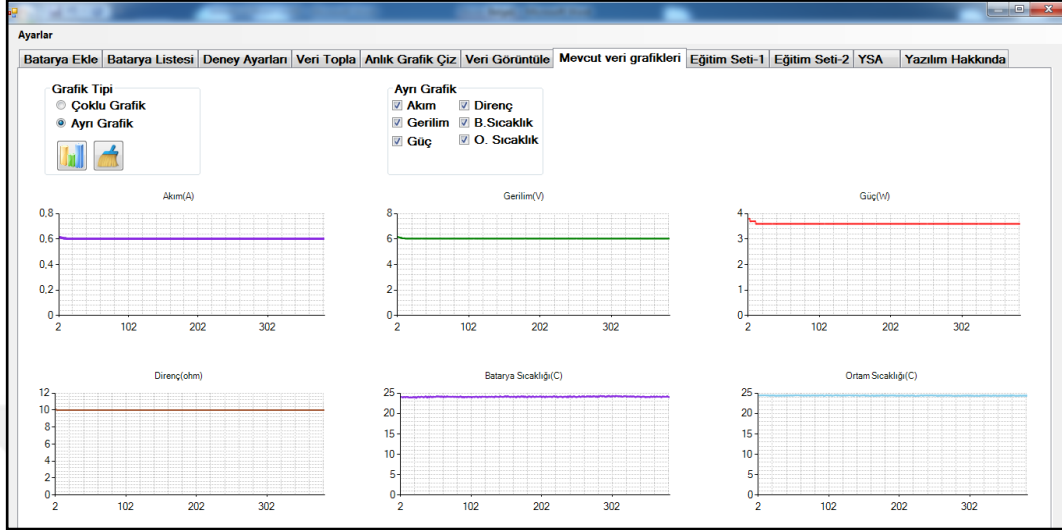 Ayarlar
Batarya Ekle Batarya Listesi Deney Ayarları Veri Topla Anlık Grafik Çiz Veri Görüntüle Mevcut veri grafikleri Eğitim Seti-1 Eğitim Seti-2 YSA Yazılım Hakkında
Grafik Tipi
Çoklu Grafik
Ayrı Grafik
Ayrı Grafik
Akım Direnç
Gerilim B.Sıcaklık
Güç O. Sıcaklık
Akım(A)
0,8
0,6
0,4
0,2
0
2 102 202 302
Gerilim(V)
8
6
4
2
0
2 102 202 302
Güç(W)
4
3
2
1
0
2 102 202 302
Direnç(ohm)
12
10
8
6
4
2
0
2 102 202 302
Batarya Sıcaklığı(C)
25
20
15
10
5
0
2 102 202 302
Ortam Sıcaklığı(C)
25
20
15
10
5
0
2 102 202 302